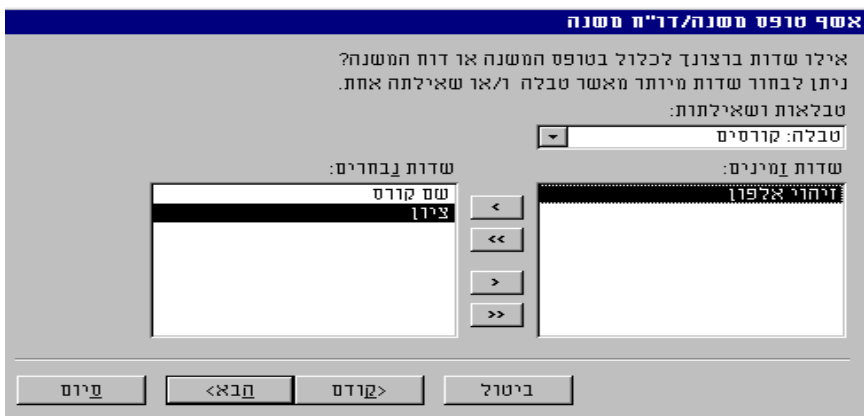 אשף טופס משנה/דו"ח משנה
אילו שדות ברצונך לכלול בטופס המשנה או דוח המשנה?
ניתן לבחור שדות מיותר מאשר טבלה ו/או שאילתה אחת.
טבלאות ושאילתות:
טבלה: קורסים
שדות זמינים:
שדות נבחרים:
זיהוי אלפון
שם קורס
ציון
<
<<
>
>>
ביטול
<קודם
הבא>
סיום